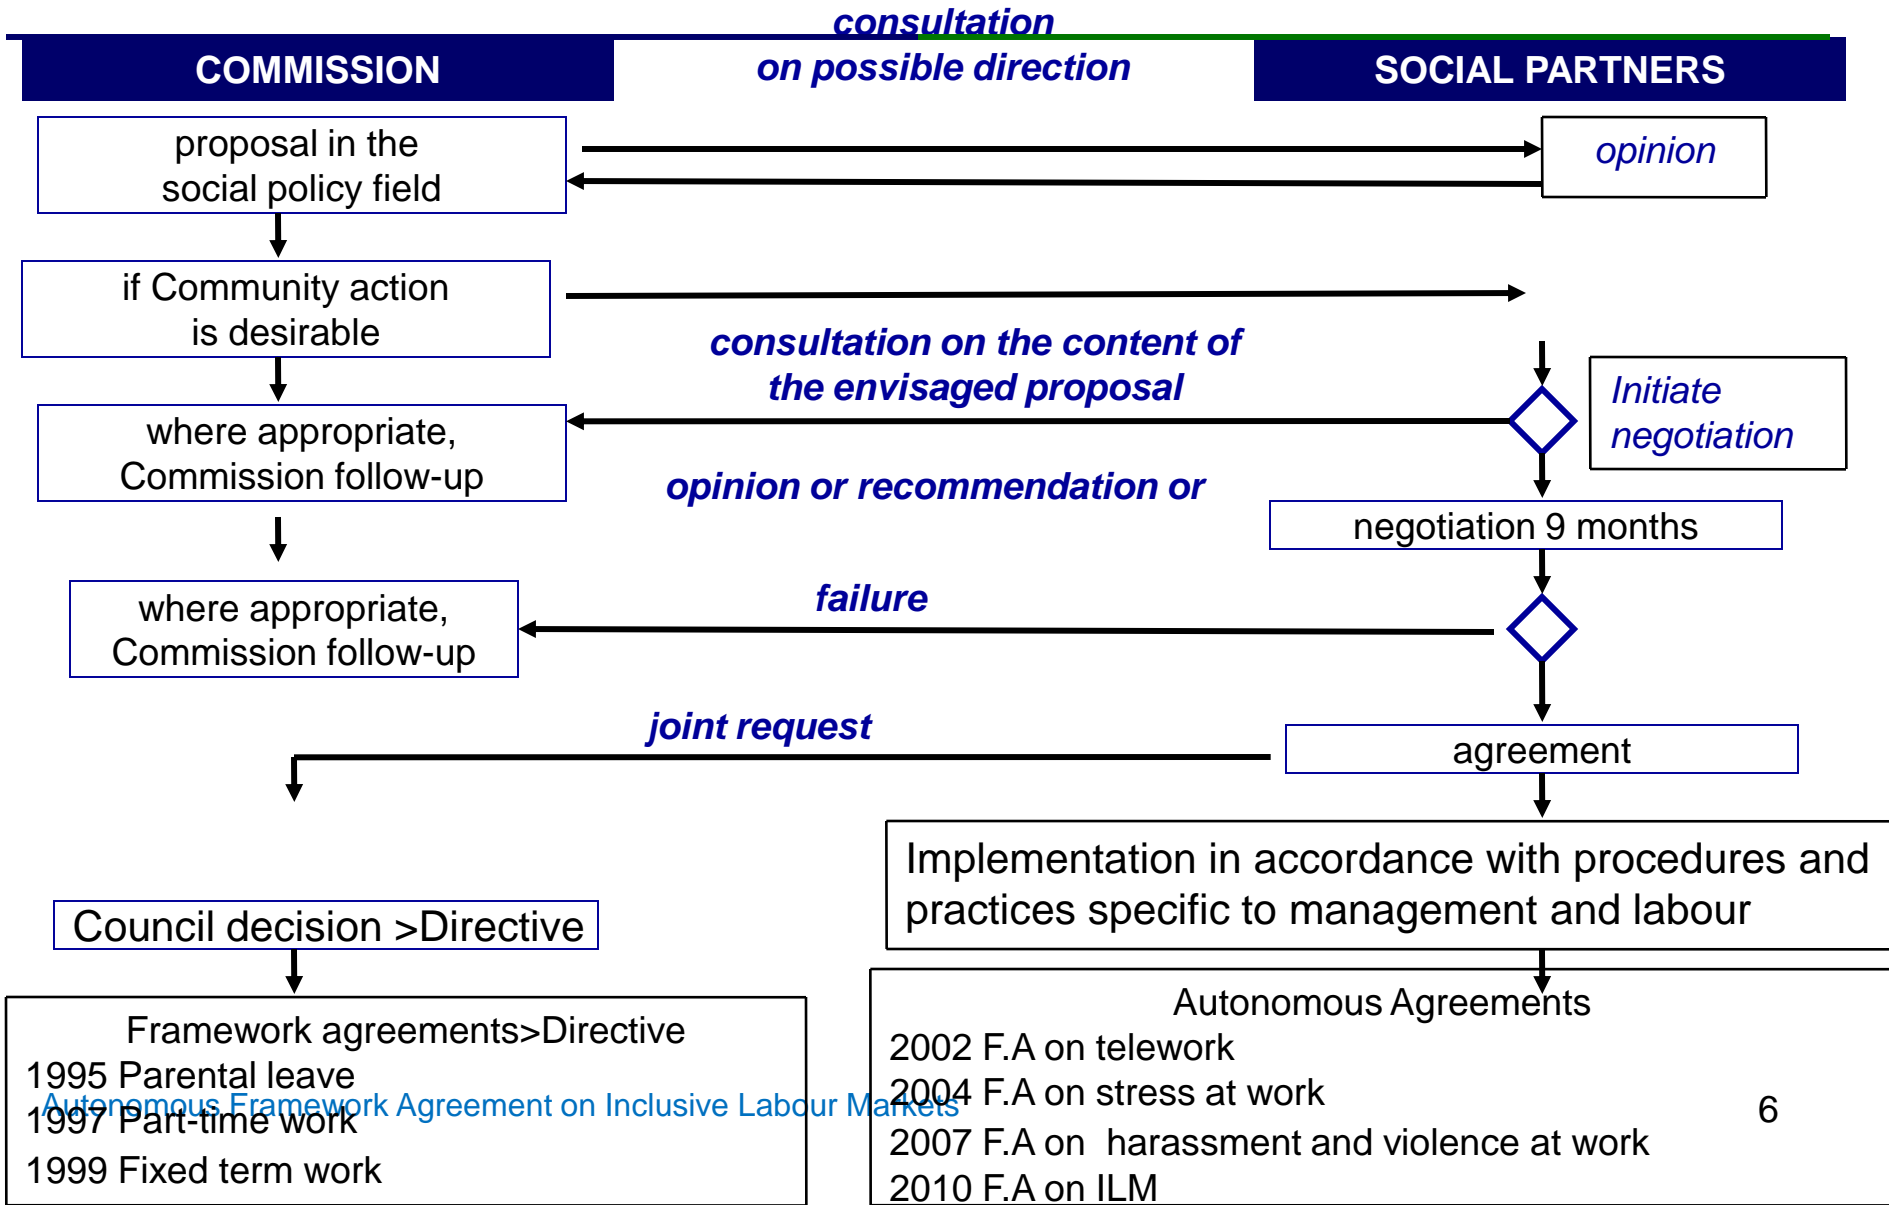 consultation
on possible direction
COMMISSION
SOCIAL PARTNERS
proposal in the
social policy field
opinion
if Community action
is desirable
consultation on the content of
the envisaged proposal
Initiate
negotiation
where appropriate,
Commission follow-up
opinion or recommendation or
negotiation 9 months
where appropriate,
Commission follow-up
failure
joint request
agreement
Implementation in accordance with procedures and
practices specific to management and labour
Council decision >Directive
Framework agreements>Directive
1995 Parental leave
1997 Part-time work
1999 Fixed term work
Autonomous Agreements
2002 F.A on telework
2004 F.A on stress at work
2007 F.A on  harassment and violence at work
2010 F.A on ILM
Autonomous Framework Agreement on Inclusive Labour Markets
6